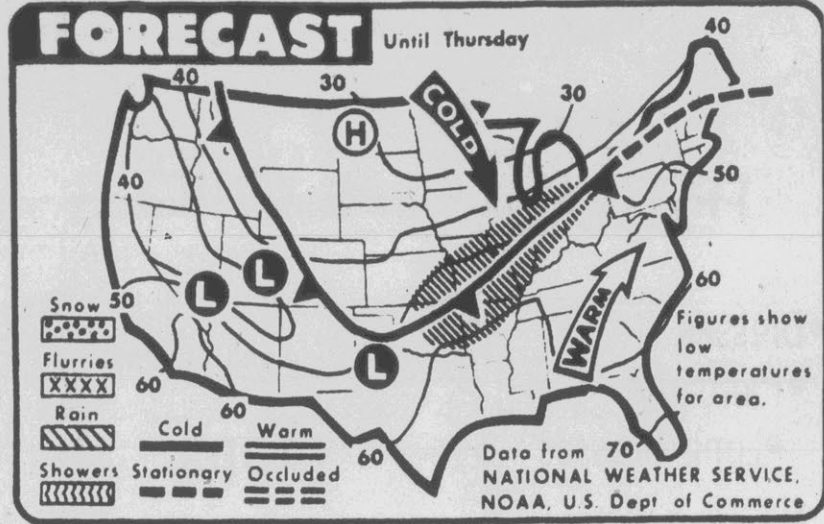 FORECAST Until Thursday
40
40
30
COLD
30
H
40
50
L
L
60
50
Snow
L
WARM
Figures show
low
temperatures
for area.
Flurries
60
60
Rain
Cold Warm
60
70
Showers Stationary Occluded
Data from
NATIONAL WEATHER SERVICE,
NOAA, U.S. Dept of Commerce